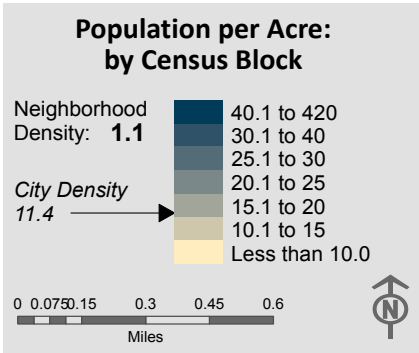 Population per Acre:
by Census Block
Neighborhood
Density: 1.1
City Density
11.4
40.1 to 420
30.1 to 40
25.1 to 30
20.1 to 25
15.1 to 20
10.1 to 15
Less than 10.0
0 0.075 0.15 0.3 0.45 0.6
Miles
N